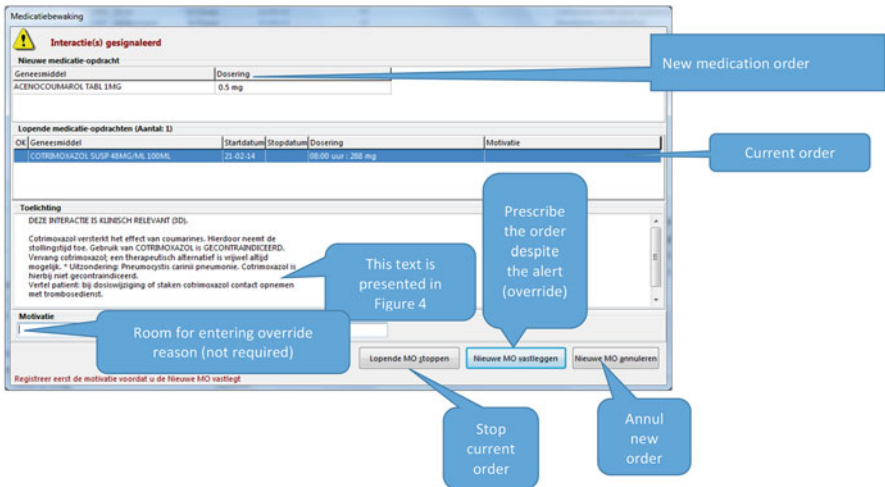 Medicatiebewaking
Interactie(s) gesignaleerd
Nieuwe medicatie-opdracht
Geneesmiddel Dosering
ACENOCOUMAROL TABL 1MG 0.5 mg
New medication order
Lopende medicatie-opdrachten (Aantal: 1)
OK Geneesmiddel Startdatum Stopdatum Dosering Motivatie
COTRIMOXAZOL SUSP 48MG/ML 100ML 21-02-14 08:00 uur : 288 mg
Current order
Toelichting
DEZE INTERACTIE IS KLINISCH RELEVANT (3D).
Cotrimoxazol versterkt het effect van coumarines. Hierdoor neemt de
stollingstijd toe. Gebruik van COTRIMOXAZOL is GECONTRAINDICEERD.
Vervang cotrimoxazol; een therapeutisch alternatief is vrijwel altijd
mogelijk. * Uitzondering: Pneumocystis carinii pneumonie. Cotrimoxazol is
hierbij niet gecontraindiceerd.
Vertel patient: bij dosiswijziging of staken cotrimoxazol contact opnemen
met trombosedienst.
This text is
presented in
Figure 4
Prescribe
the order
despite
the alert
(override)
Motivatie
Room for entering override
reason (not required)
Lopende MO stoppen Nieuwe MO vastleggen Nieuwe MO annuleren
Registreer eerst de motivatie voordat u de Nieuwe MO vastlegt
Stop
current
order
Annul
new
order